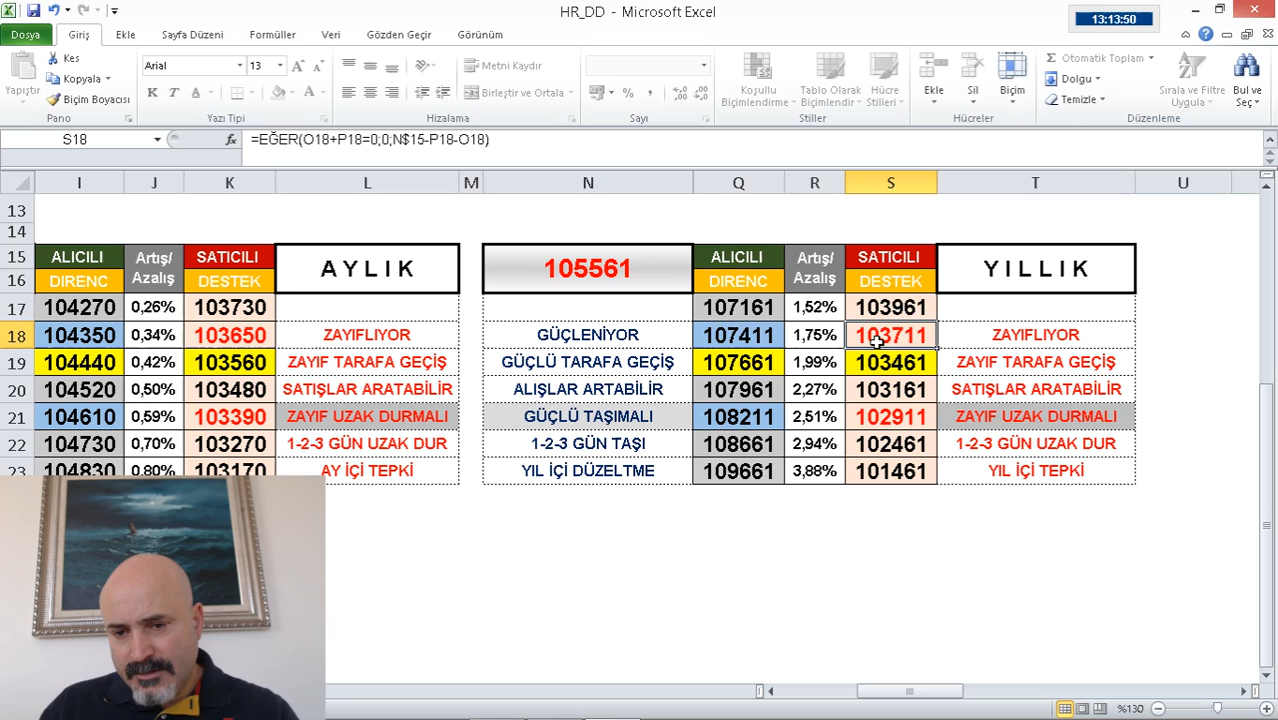 HR_DD - Microsoft Excel
13:13:50
Dosya Giriş Ekle Sayfa Düzeni Formüller Veri Gözden Geçir Görünüm
Yapıştır
Kes
Kopyala
Biçim Boyacısı
Pano
Arial 13
K T A
Yazı Tipi
Metni Kaydır
Birleştir ve Ortala
Hizalama
Sayı
Koşullu Biçimlendirme
Tablo Olarak Biçimlendir
Hücre Stilleri
Stiller
Ekle Sil Biçim
Hücreler
Σ Otomatik Toplam
Dolgu
Temizle
Sırala ve Filtre Uygula
Bul ve Seç
Düzenleme
S18 fx =EĞER(O18+P18=0;0;N$15-P18-O18)
I J K L M N Q R S T U
13
14
15 ALICILI Artış/ SATICILI AYLIK 105561 ALICILI Artış/ SATICILI YILLIK
16 DIRENC Azalış DESTEK DIRENC Azalış DESTEK
17 104270 0,26% 103730 107161 1,52% 103961
18 104350 0,34% 103650 ZAYIFLIYOR GÜÇLENİYOR 107411 1,75% 103711 ZAYIFLIYOR
19 104440 0,42% 103560 ZAYIF TARAFA GEÇİŞ GÜÇLÜ TARAFA GEÇİŞ 107661 1,99% 103461 ZAYIF TARAFA GEÇİŞ
20 104520 0,50% 103480 SATIŞLAR ARATABİLİR ALIŞLAR ARTABİLİR 107961 2,27% 103161 SATIŞLAR ARATABİLİR
21 104610 0,59% 103390 ZAYIF UZAK DURMALI GÜÇLÜ TAŞIMALI 108211 2,51% 102911 ZAYIF UZAK DURMALI
22 104730 0,70% 103270 1-2-3 GÜN UZAK DUR 1-2-3 GÜN TAŞI 108661 2,94% 102461 1-2-3 GÜN UZAK DUR
23 104830 0,80% 103170 AY İÇİ TEPKİ YIL İÇİ DÜZELTME 109661 3,88% 101461 YIL İÇİ TEPKİ
%130